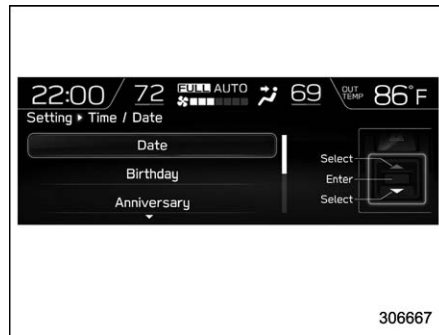 22:00 72 FULL AUTO 69 OUT TEMP 86°F
Setting ▸ Time / Date
Date
Birthday
Anniversary
Select
Enter
Select
306667